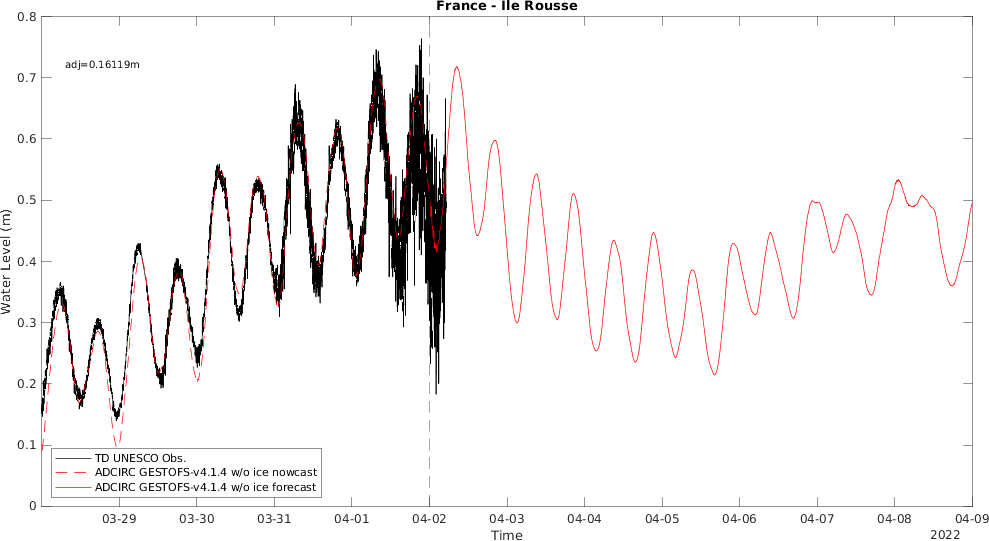 France - Ile Rousse
adj=0.16119m
Water Level (m)
0.8
0.7
0.6
0.5
0.4
0.3
0.2
0.1
0
TD UNESCO Obs.
ADCIRC GESTOFS-v4.1.4 w/o ice nowcast
ADCIRC GESTOFS-v4.1.4 w/o ice forecast
03-29 03-30 03-31 04-01 04-02 04-03 04-04 04-05 04-06 04-07 04-08 04-09
Time
2022